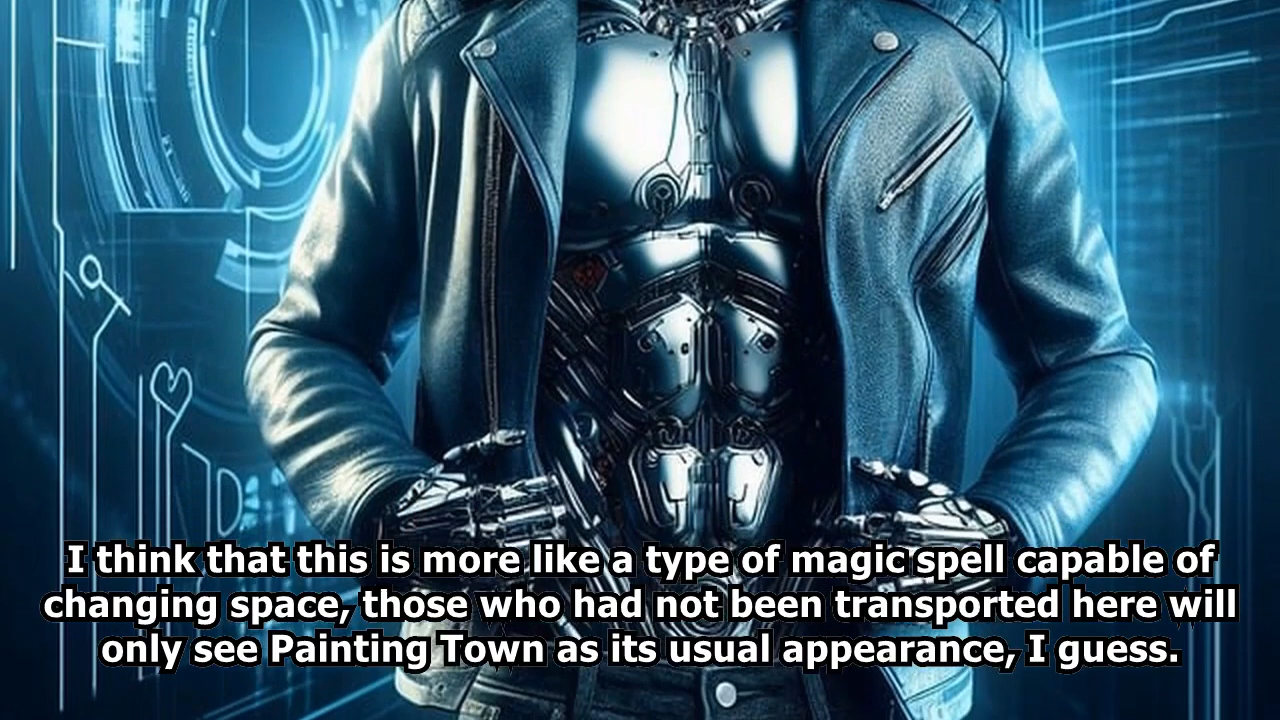 I think that this is more like a type of magic spell capable of
changing space, those who had not been transported here will
only see Painting Town as its usual appearance, I guess.